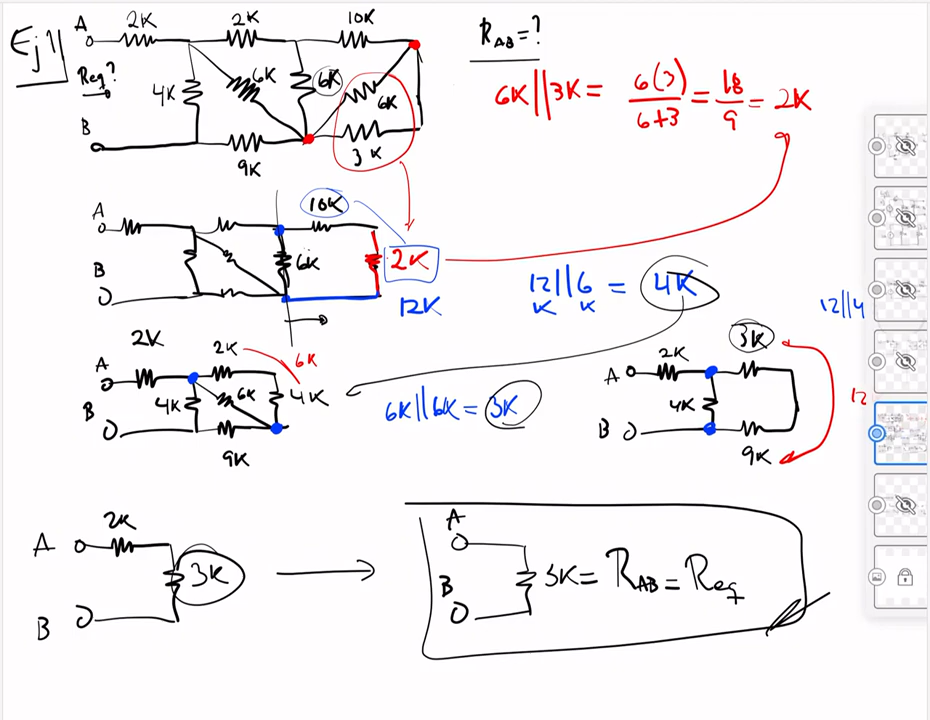 Ej1
A 2K 2K 10K
RAB=?
Req?
4K 6K 6K 6K
B 9K 3K
6K||3K = 6(3)/6+3 = 18/9 = 2K
A 10K
6K 2K
B 12K
12K||6K = 4K
12||4
2K 2K 6K
A 4K 6K 4K
B 9K
6K||6K = 3K
2K 3K
A 4K 12
B 9K
2K
A 3K
B
A
B 5K = RAB = Req